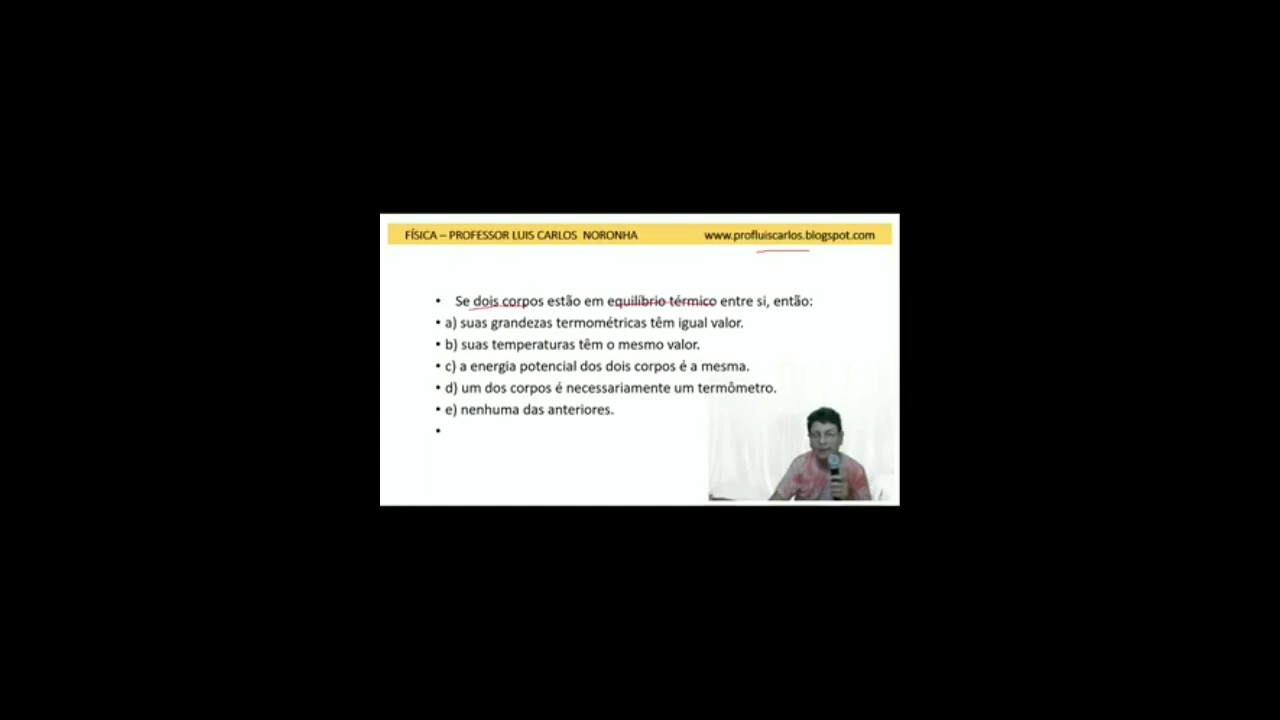 FÍSICA – PROFESSOR LUIS CARLOS NORONHA www.profluiscarlos.blogspot.com
• Se dois corpos estão em equilíbrio térmico entre si, então:
• a) suas grandezas termométricas têm igual valor.
• b) suas temperaturas têm o mesmo valor.
• c) a energia potencial dos dois corpos é a mesma.
• d) um dos corpos é necessariamente um termômetro.
• e) nenhuma das anteriores.
•